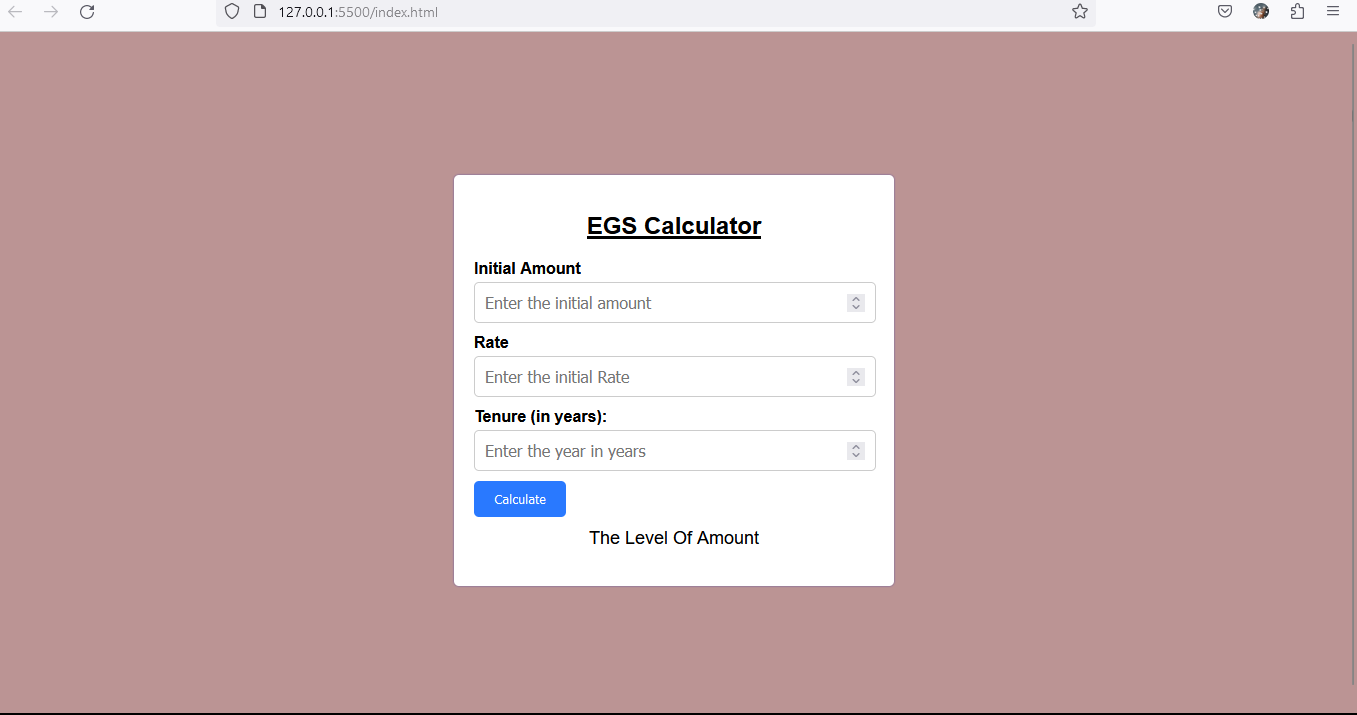 127.0.0.1:5500/index.html
EGS Calculator
Initial Amount
Enter the initial amount
Rate
Enter the initial Rate
Tenure (in years):
Enter the year in years
Calculate
The Level Of Amount